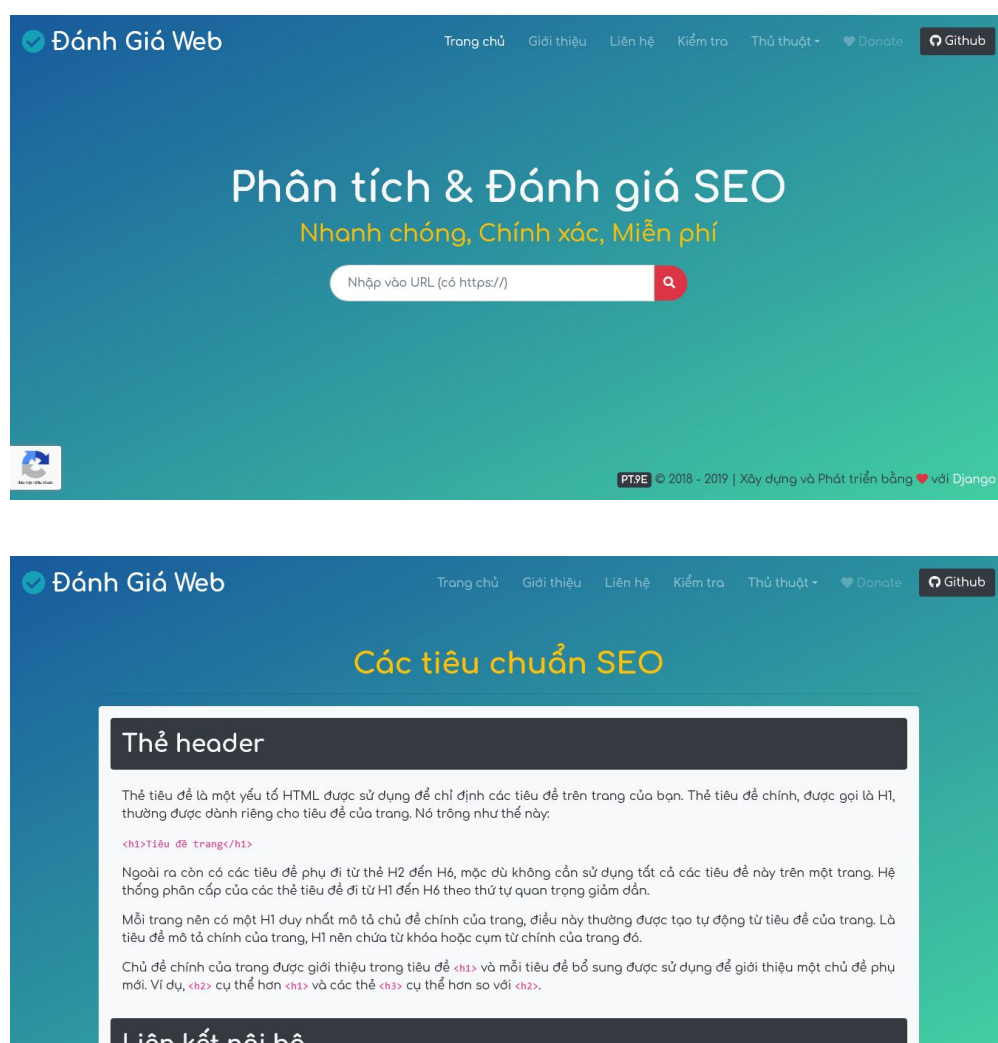 Đánh Giá Web
Trang chủ Giới thiệu Liên hệ Kiểm tra Thủ thuật Donate Github
Phân tích & Đánh giá SEO
Nhanh chóng, Chính xác, Miễn phí
Nhập vào URL (có https://)
PT.9E © 2018 - 2019 | Xây dựng và Phát triển bằng ❤ với Django
Đánh Giá Web
Trang chủ Giới thiệu Liên hệ Kiểm tra Thủ thuật Donate Github
Các tiêu chuẩn SEO
Thẻ header
Thẻ tiêu đề là một yếu tố HTML được sử dụng để chỉ định các tiêu đề trên trang của bạn. Thẻ tiêu đề chính, được gọi là H1,
thường được dành riêng cho tiêu đề của trang. Nó trông như thế này:
<h1>Tiêu đề trang</h1>
Ngoài ra còn có các tiêu đề phụ đi từ thẻ H2 đến H6, mặc dù không cần sử dụng tất cả các tiêu đề này trên một trang. Hệ
thống phân cấp của các thẻ tiêu đề đi từ H1 đến H6 theo thứ tự quan trọng giảm dần.
Mỗi trang nên có một H1 duy nhất mô tả chủ đề chính của trang, điều này thường được tạo tự động từ tiêu đề của trang. Là
tiêu đề mô tả chính của trang, H1 nên chứa từ khóa hoặc cụm từ chính của trang đó.
Chủ đề chính của trang được giới thiệu trong tiêu đề <h1> và mỗi tiêu đề bổ sung được sử dụng để giới thiệu một chủ đề phụ
mới. Ví dụ, <h2> cụ thể hơn <h1> và các thẻ <h3> cụ thể hơn so với <h2>.
Liên kết nội bộ